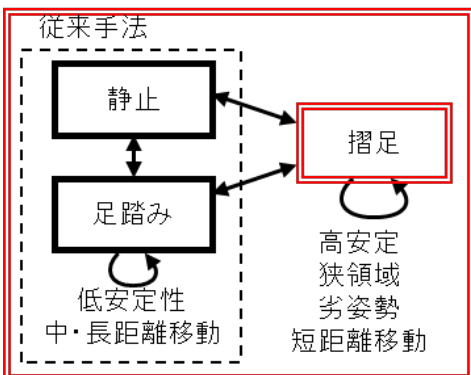 従来手法
静止
摺足
足踏み
低安定性
中・長距離移動
高安定
狭領域
劣姿勢
短距離移動